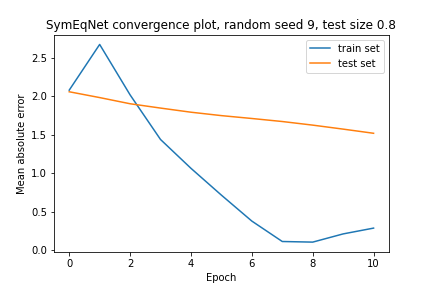 SymEqNet convergence plot, random seed 9, test size 0.8
train set
test set
Mean absolute error
2.5
2.0
1.5
1.0
0.5
0.0
0 2 4 6 8 10
Epoch